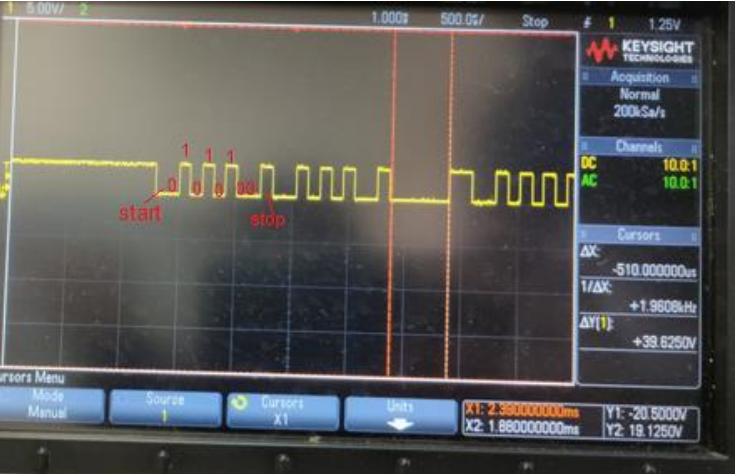 1 5.00V/ 2 1.000s 500.0s/ Stop 1 1.25V
KEYSIGHT
TECHNOLOGIES
Acquisition
Normal
200kSa/s
Channels
DC 10.0:1
AC 10.0:1
Cursors
ΔX:
-510.000000us
1/ΔX:
+1.9608kHz
ΔY(1):
+39.6250V
1 1 1
0 0 0 00
start
stop
Cursors Menu
Mode
Manual
Source
1
Cursors
X1
Units
X1: 2.390000000ms
X2: 1.880000000ms
Y1: -20.5000V
Y2: 19.1250V